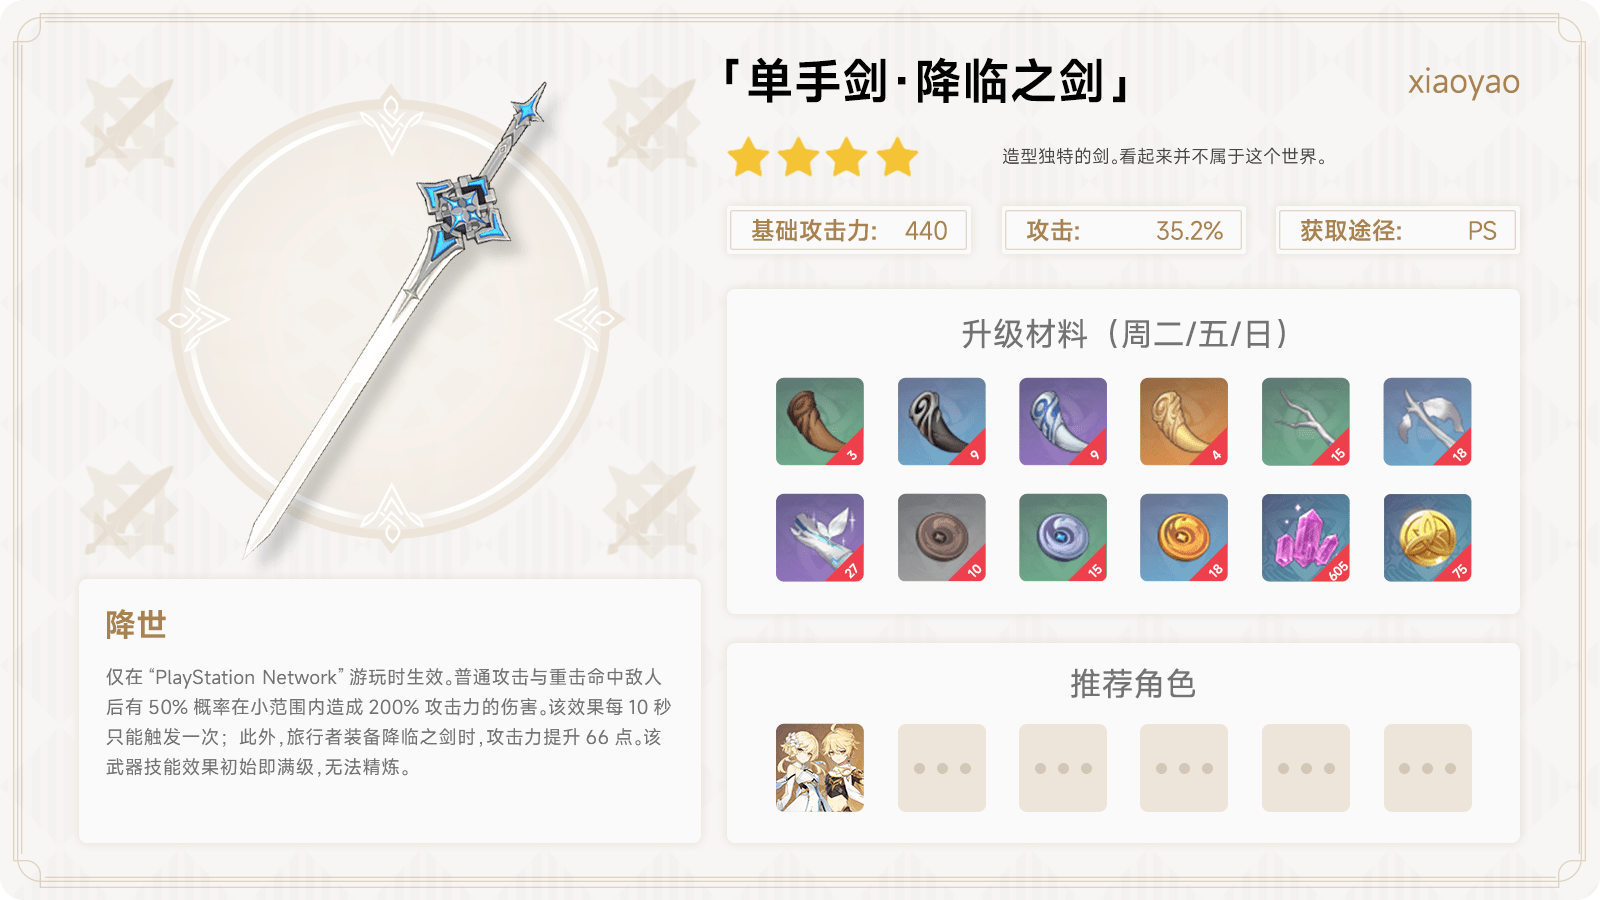 「单手剑·降临之剑」
xiaoyao
造型独特的剑。看起来并不属于这个世界。
基础攻击力: 440
攻击: 35.2%
获取途径: PS
升级材料（周二/五/日）
3 9 9 4 15 18
27 10 15 18 605 75
降世
仅在 “PlayStation Network” 游玩时生效。普通攻击与重击命中敌人
后有 50% 概率在小范围内造成 200% 攻击力的伤害。该效果每 10 秒
只能触发一次； 此外,旅行者装备降临之剑时,攻击力提升 66 点。该
武器技能效果初始即满级,无法精炼。
推荐角色